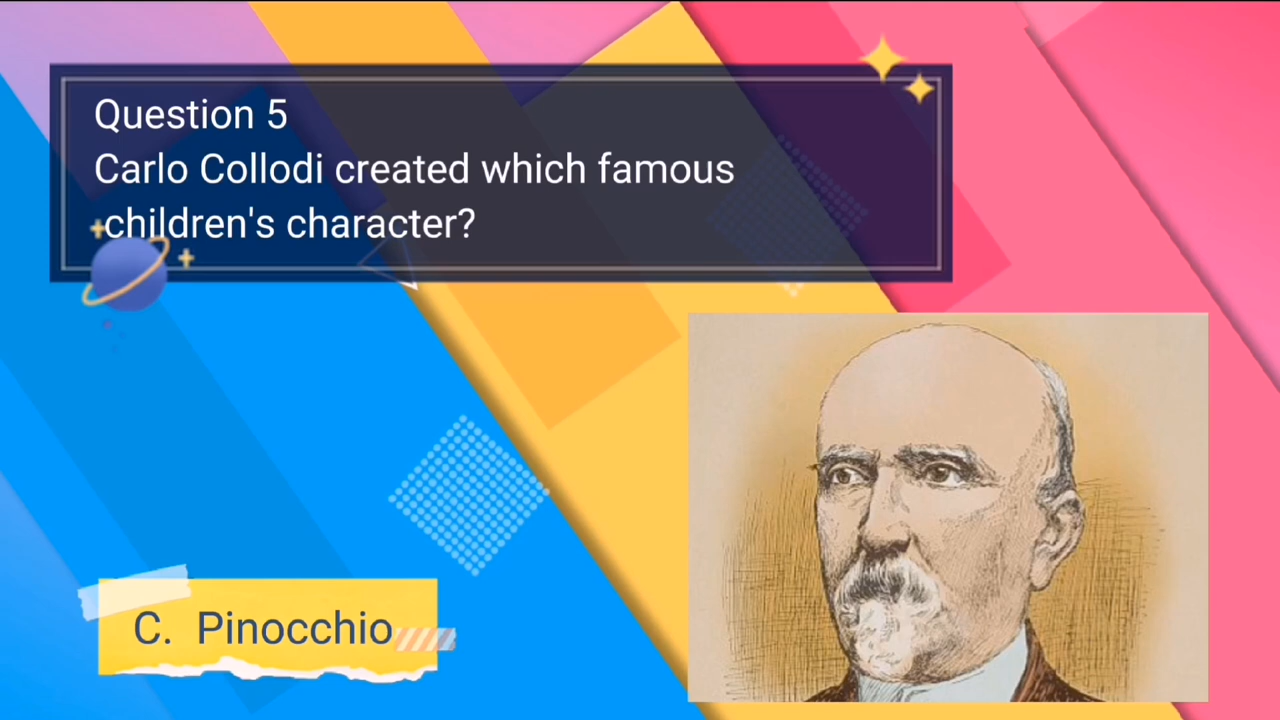 Question 5
Carlo Collodi created which famous
children's character?
C. Pinocchio